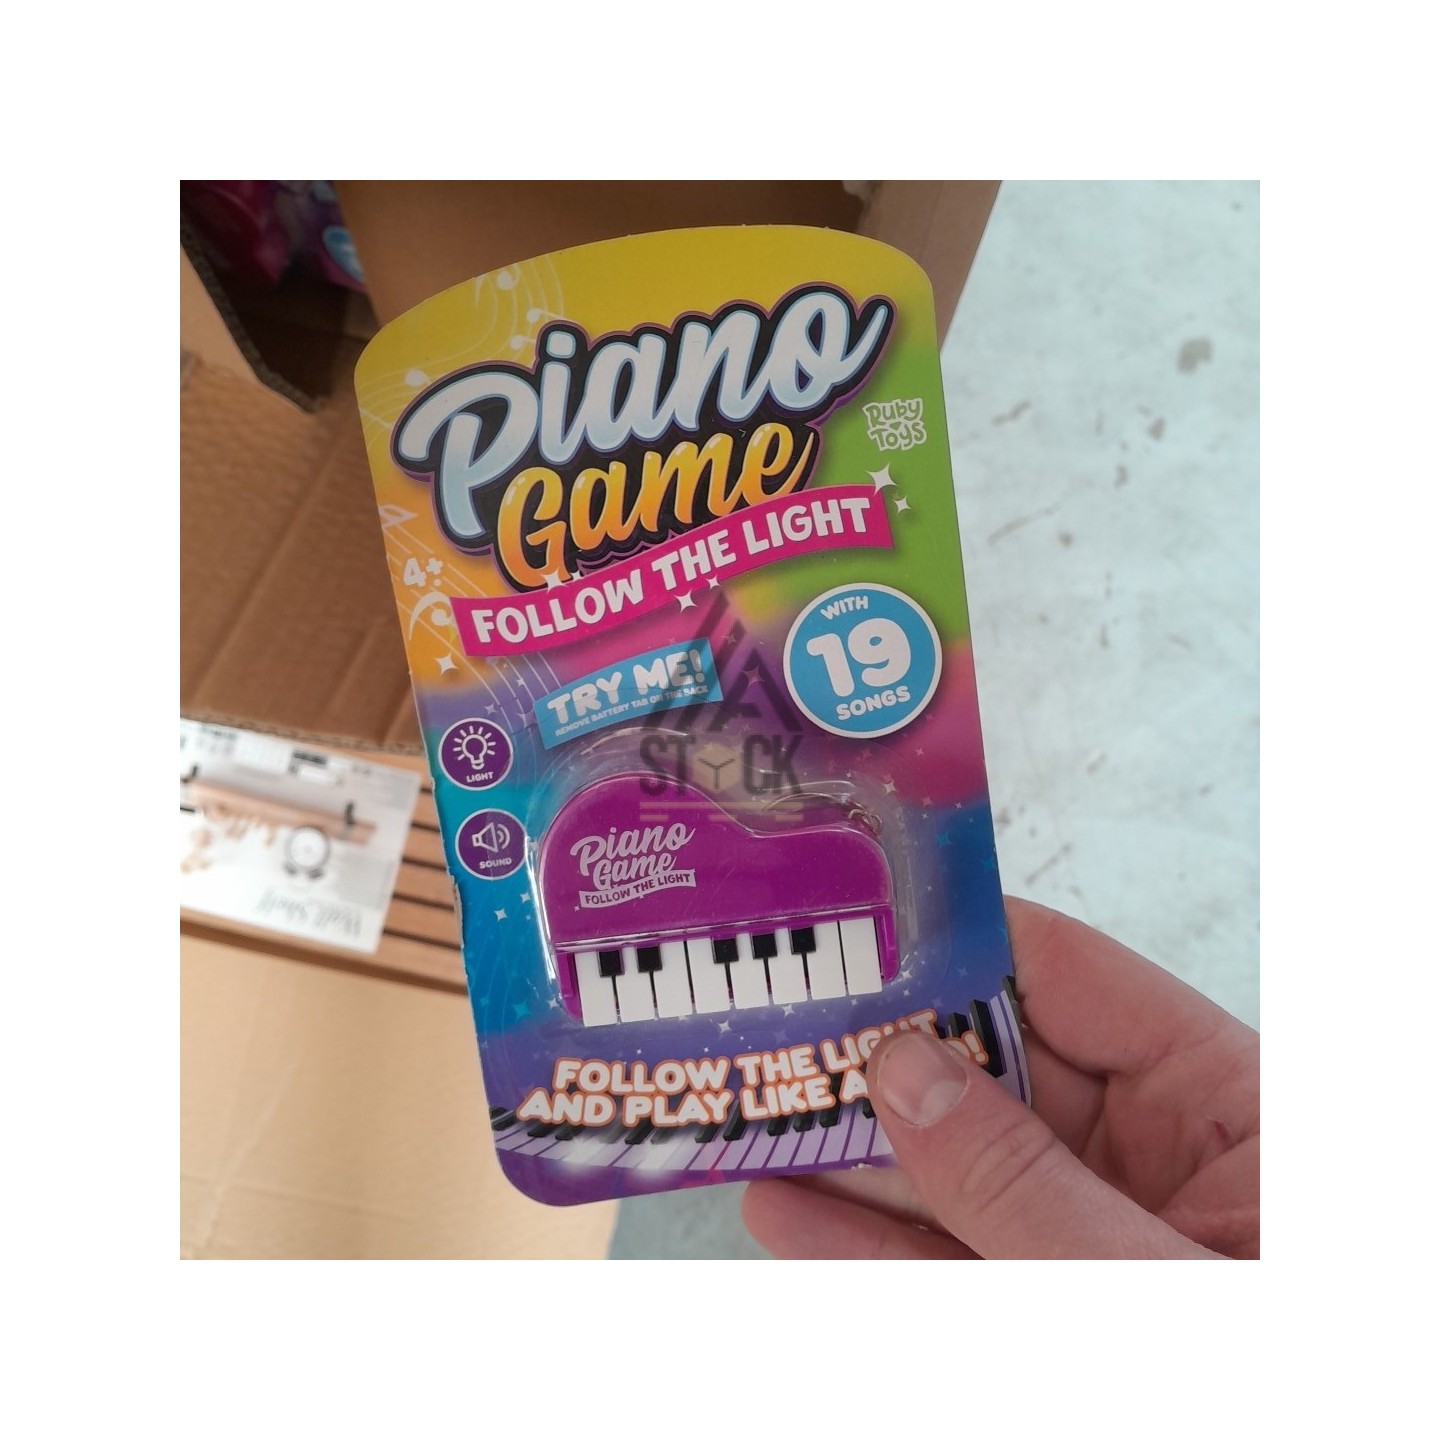 Piano
Game
Ruby
Toys
FOLLOW THE LIGHT
4+
WITH
19
SONGS
TRY ME!
REMOVE BATTERY TAB ON THE BACK
LIGHT
STOCK
SOUND
Piano
Game
FOLLOW THE LIGHT
FOLLOW THE LIGHT
AND PLAY LIKE A